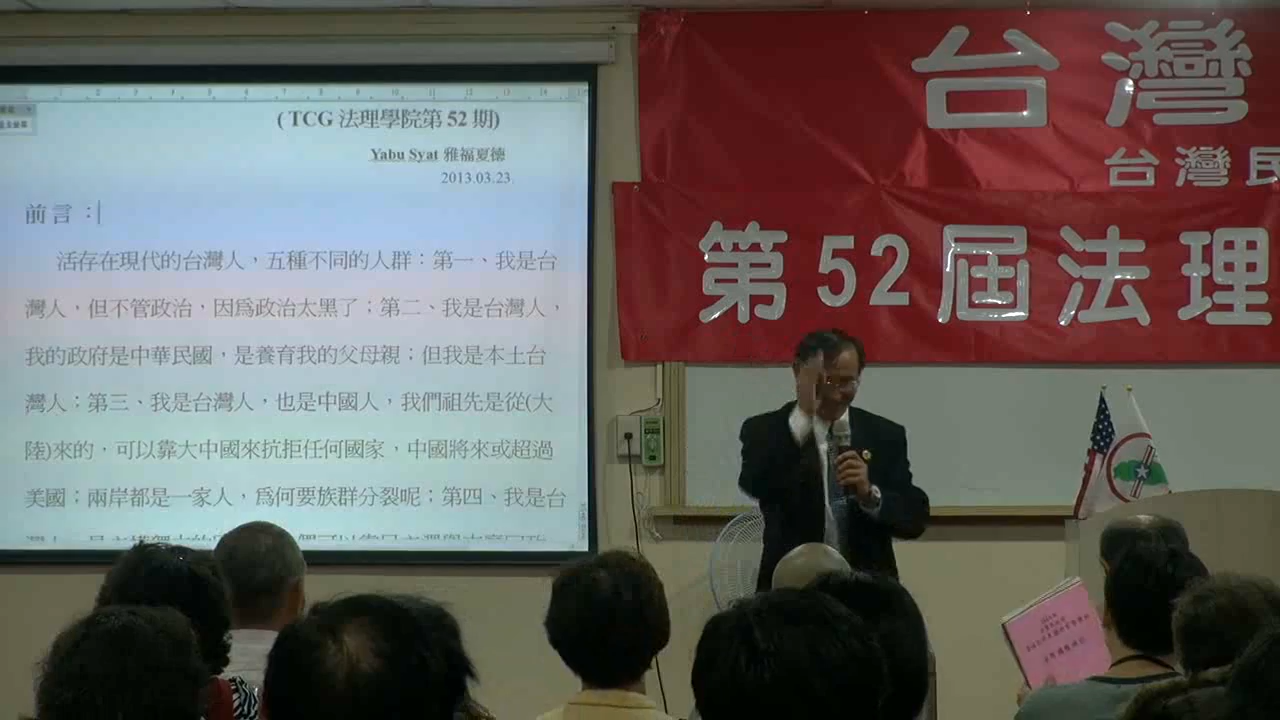 (TCG 法理學院第 52 期)
Yabu Syat 雅福夏德
2013.03.23.
前 言 ：
活存在現代的台灣人，五種不同的人群：第一、我是台
灣人，但不管政治，因爲政治太黑了；第二、我是台灣人，
我的政府是中華民國，是養育我的父母親；但我是本土台
灣人；第三、我是台灣人，也是中國人，我們祖先是從(大
陸)來的，可以靠大中國來抗拒任何國家，中國將來或超過
美國；兩岸都是一家人，爲何要族群分裂呢；第四、我是台
台灣
台灣民
第52屆法理